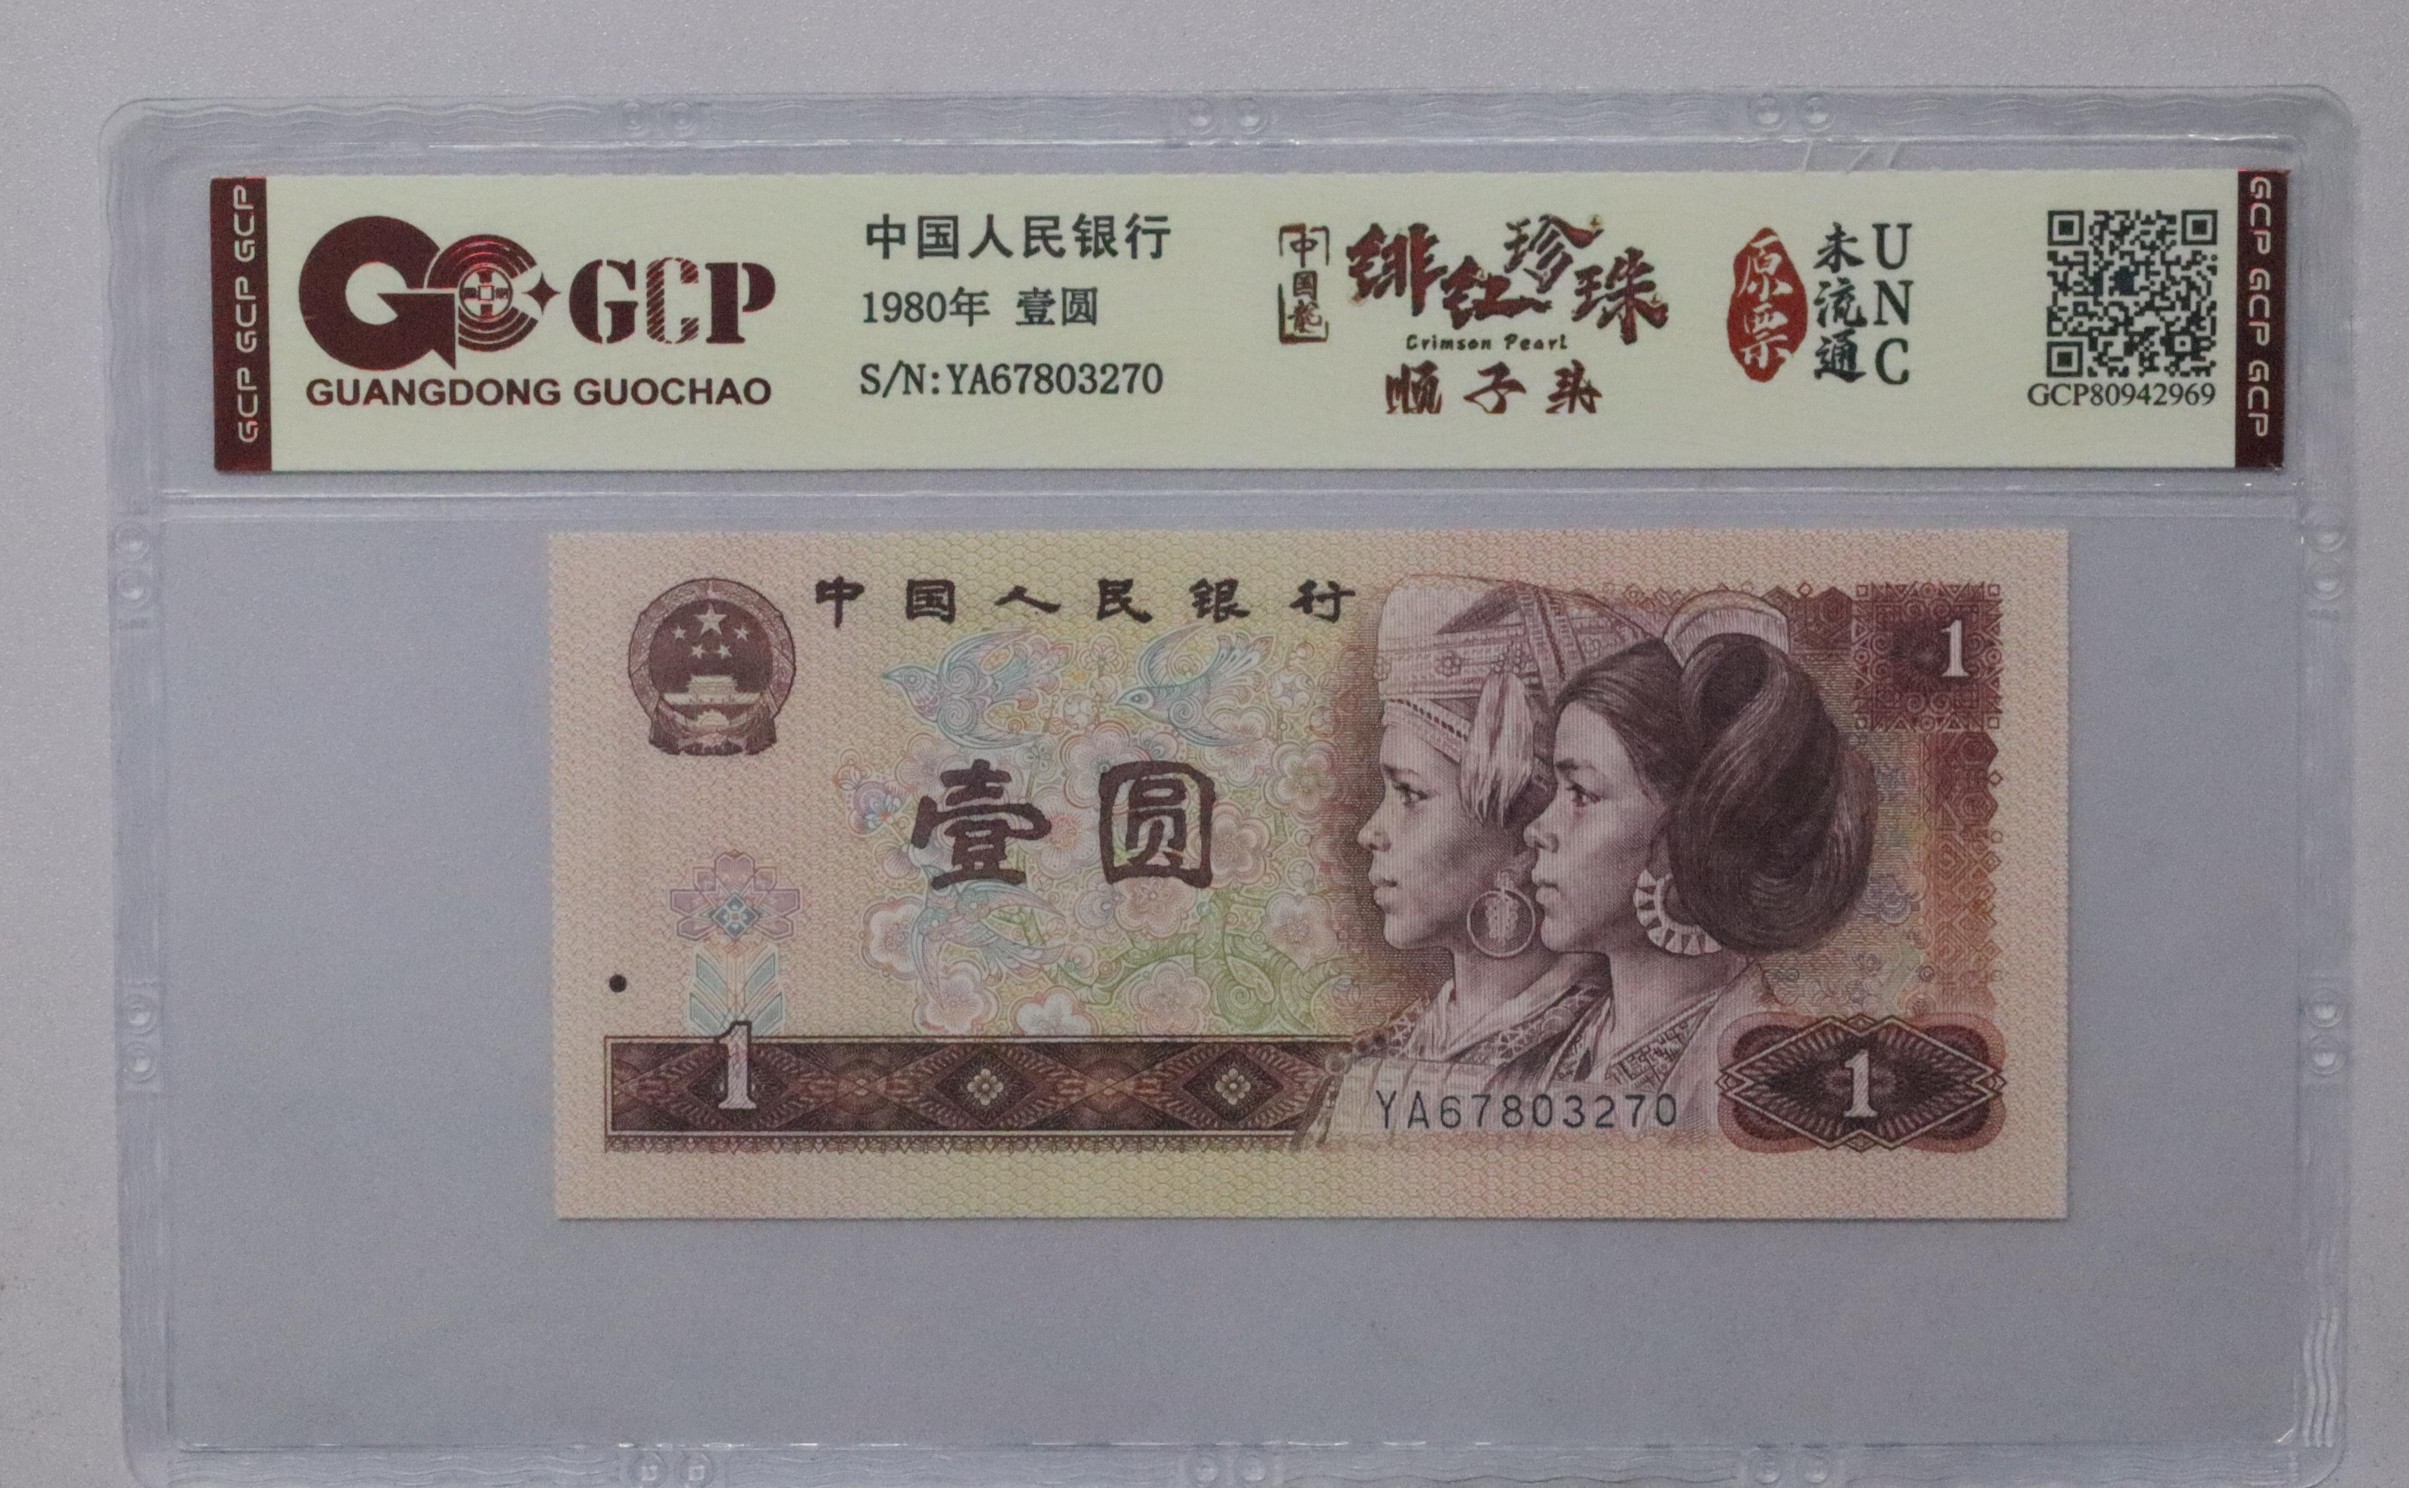 GCP GCP GCP
GCP
GUANGDONG GUOCHAO
中国人民银行
1980年 壹圆
S/N:YA67803270
中国龍
绯红珍珠
Crimson Pearl
顺子头
原票
未流通
UNC
GCP80942969
GCP GCP GCP
中国人民银行
1
壹圆
1
YA67803270
1